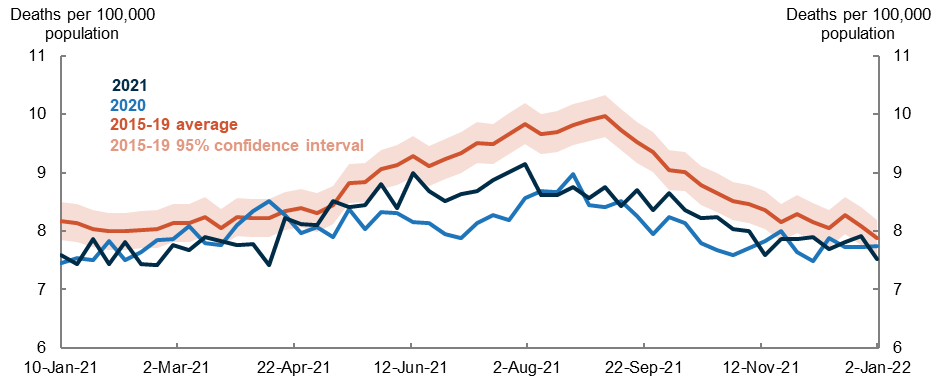 Deaths per 100,000
population
Deaths per 100,000
population
11
10
9
8
7
6
11
10
9
8
7
6
2021
2020
2015-19 average
2015-19 95% confidence interval
10-Jan-21
2-Mar-21
22-Apr-21
12-Jun-21
2-Aug-21
22-Sep-21
12-Nov-21
2-Jan-22